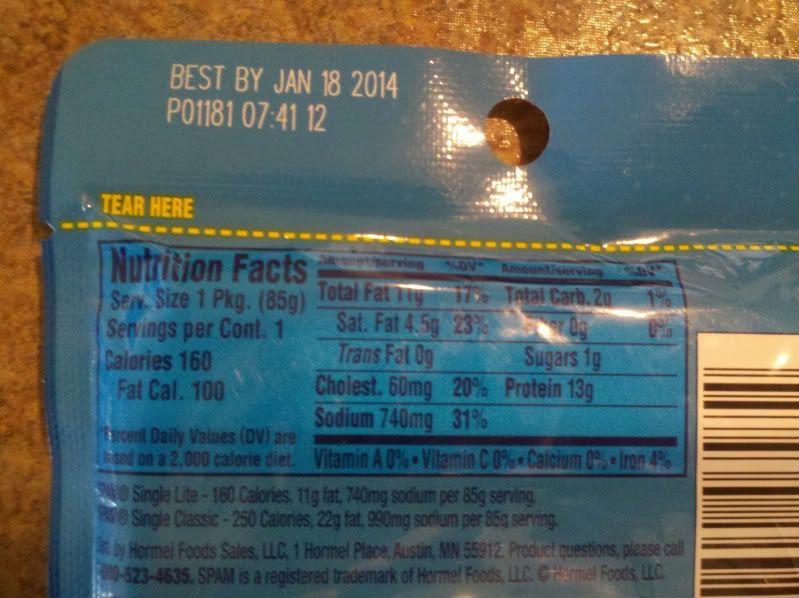 BEST BY JAN 18 2014
P01181 07:41 12
TEAR HERE
Nutrition Facts
Serv. Size 1 Pkg. (85g)
Servings per Cont. 1
Calories 160
Fat Cal. 100
*Percent Daily Values (DV) are
based on a 2,000 calorie diet.
Amount/serving %DV* Amount/serving %DV*
Total Fat 11g 17% Total Carb. 2g 1%
Sat. Fat 4.5g 23% Fiber 0g 0%
Trans Fat 0g Sugars 1g
Cholest. 60mg 20% Protein 13g
Sodium 740mg 31%
Vitamin A 0% • Vitamin C 0% • Calcium 0% • Iron 4%
® Single Lite - 160 Calories, 11g fat, 740mg sodium per 85g serving.
® Single Classic - 250 Calories, 22g fat, 990mg sodium per 85g serving.
by Hormel Foods Sales, LLC, 1 Hormel Place, Austin, MN 55912. Product questions, please call
-523-4635. SPAM is a registered trademark of Hormel Foods, LLC. © Hormel Foods, LLC.